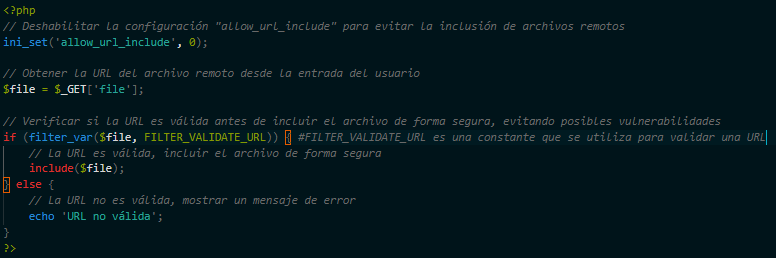 <?php
// Deshabilitar la configuración "allow_url_include" para evitar la inclusión de archivos remotos
ini_set('allow_url_include', 0);
// Obtener la URL del archivo remoto desde la entrada del usuario
$file = $_GET['file'];
// Verificar si la URL es válida antes de incluir el archivo de forma segura, evitando posibles vulnerabilidades
if (filter_var($file, FILTER_VALIDATE_URL)) { #FILTER_VALIDATE_URL es una constante que se utiliza para validar una URL
// La URL es válida, incluir el archivo de forma segura
include($file);
} else {
// La URL no es válida, mostrar un mensaje de error
echo 'URL no válida';
}
?>